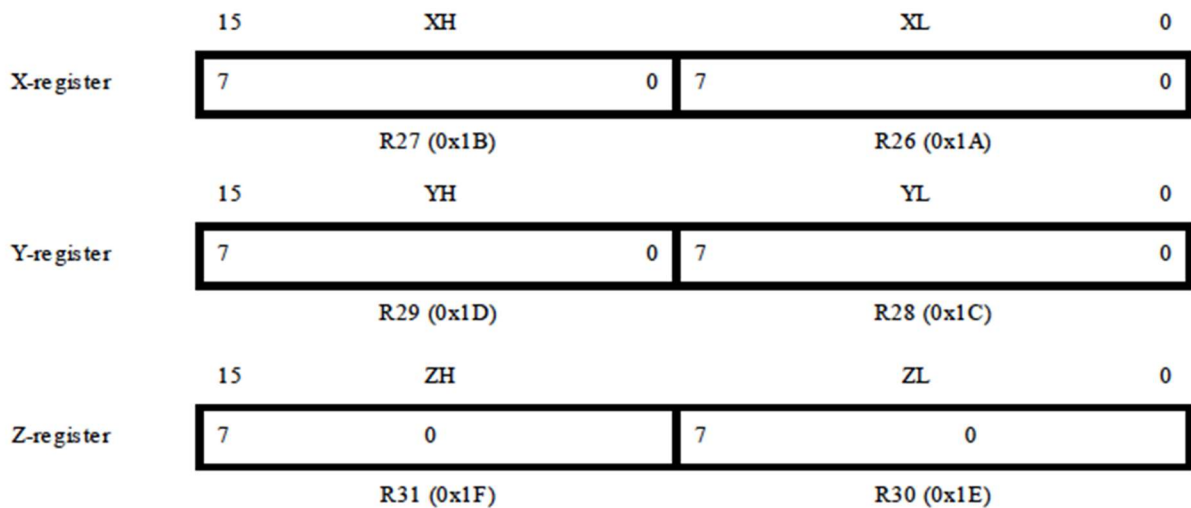 15 XH XL 0
X-register 7 0 7 0
R27 (0x1B) R26 (0x1A)
15 YH YL 0
Y-register 7 0 7 0
R29 (0x1D) R28 (0x1C)
15 ZH ZL 0
Z-register 7 0 7 0
R31 (0x1F) R30 (0x1E)